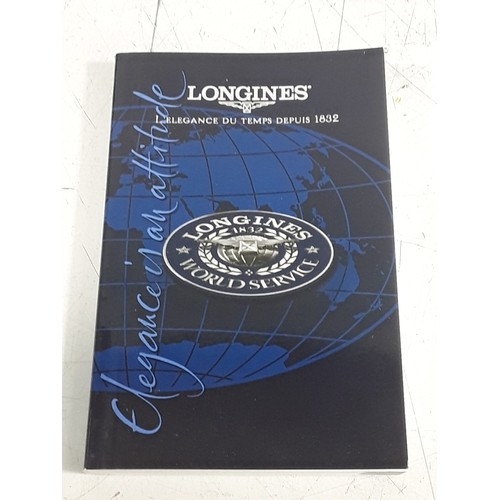 LONGINES®
L'ELEGANCE DU TEMPS DEPUIS 1832
Elegance is an attitude
LONGINES
1832
WORLD SERVICE